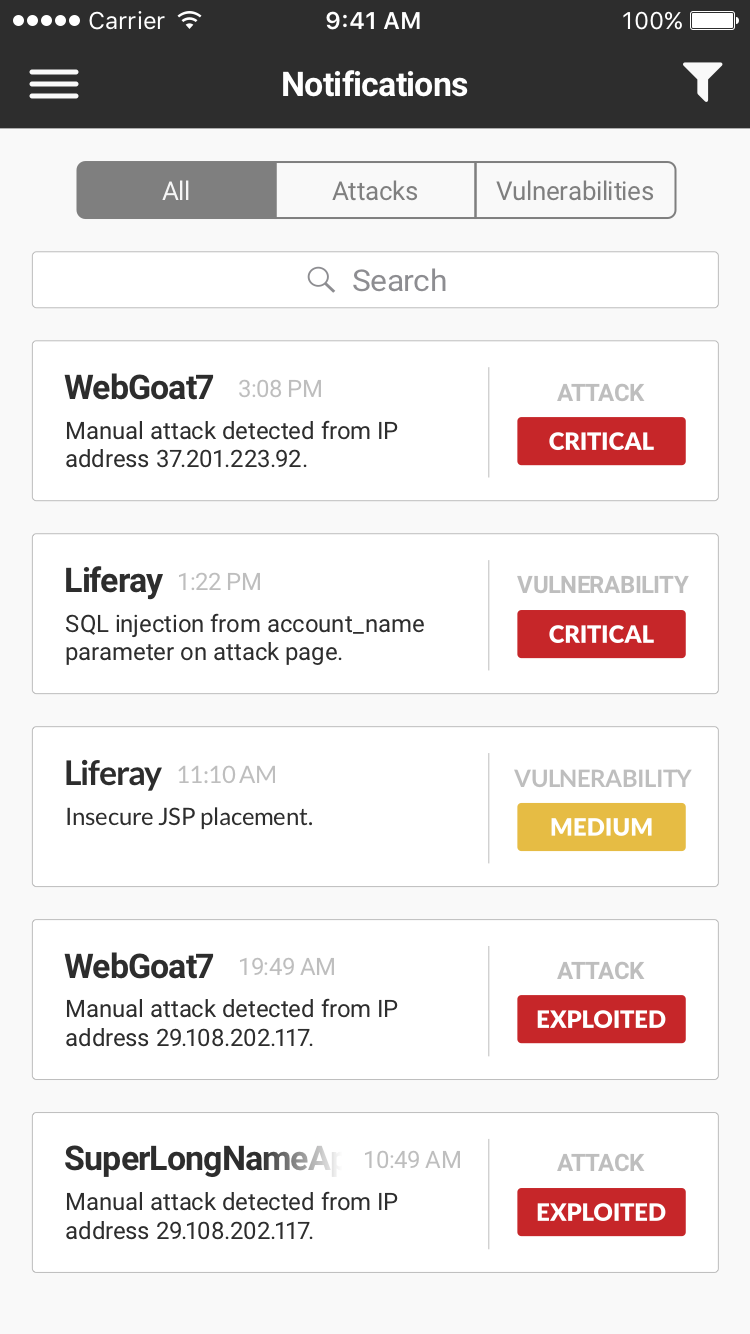 Carrier 9:41 AM 100%
Notifications
All Attacks Vulnerabilities
Search
WebGoat7 3:08 PM
Manual attack detected from IP
address 37.201.223.92.
ATTACK
CRITICAL
Liferay 1:22 PM
SQL injection from account_name
parameter on attack page.
VULNERABILITY
CRITICAL
Liferay 11:10 AM
Insecure JSP placement.
VULNERABILITY
MEDIUM
WebGoat7 19:49 AM
Manual attack detected from IP
address 29.108.202.117.
ATTACK
EXPLOITED
SuperLongNameAp 10:49 AM
Manual attack detected from IP
address 29.108.202.117.
ATTACK
EXPLOITED